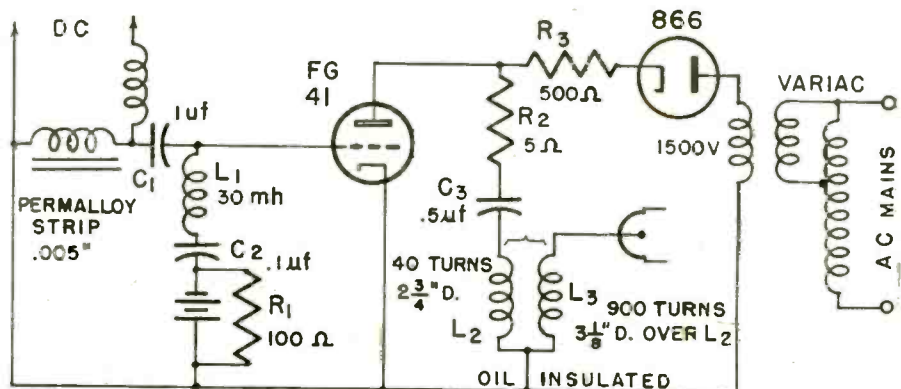 DC
1uf
C1
PERMALLOY
STRIP
.005"
L1
30 mh
C2
.1uf
R1
100 Ω
FG
41
R3
500Ω
R2
5Ω
C3
.5uf
40 TURNS
2 3/4" D.
L2
L3
900 TURNS
3 1/8" D. OVER L2
OIL INSULATED
866
1500V
VARIAC
AC MAINS